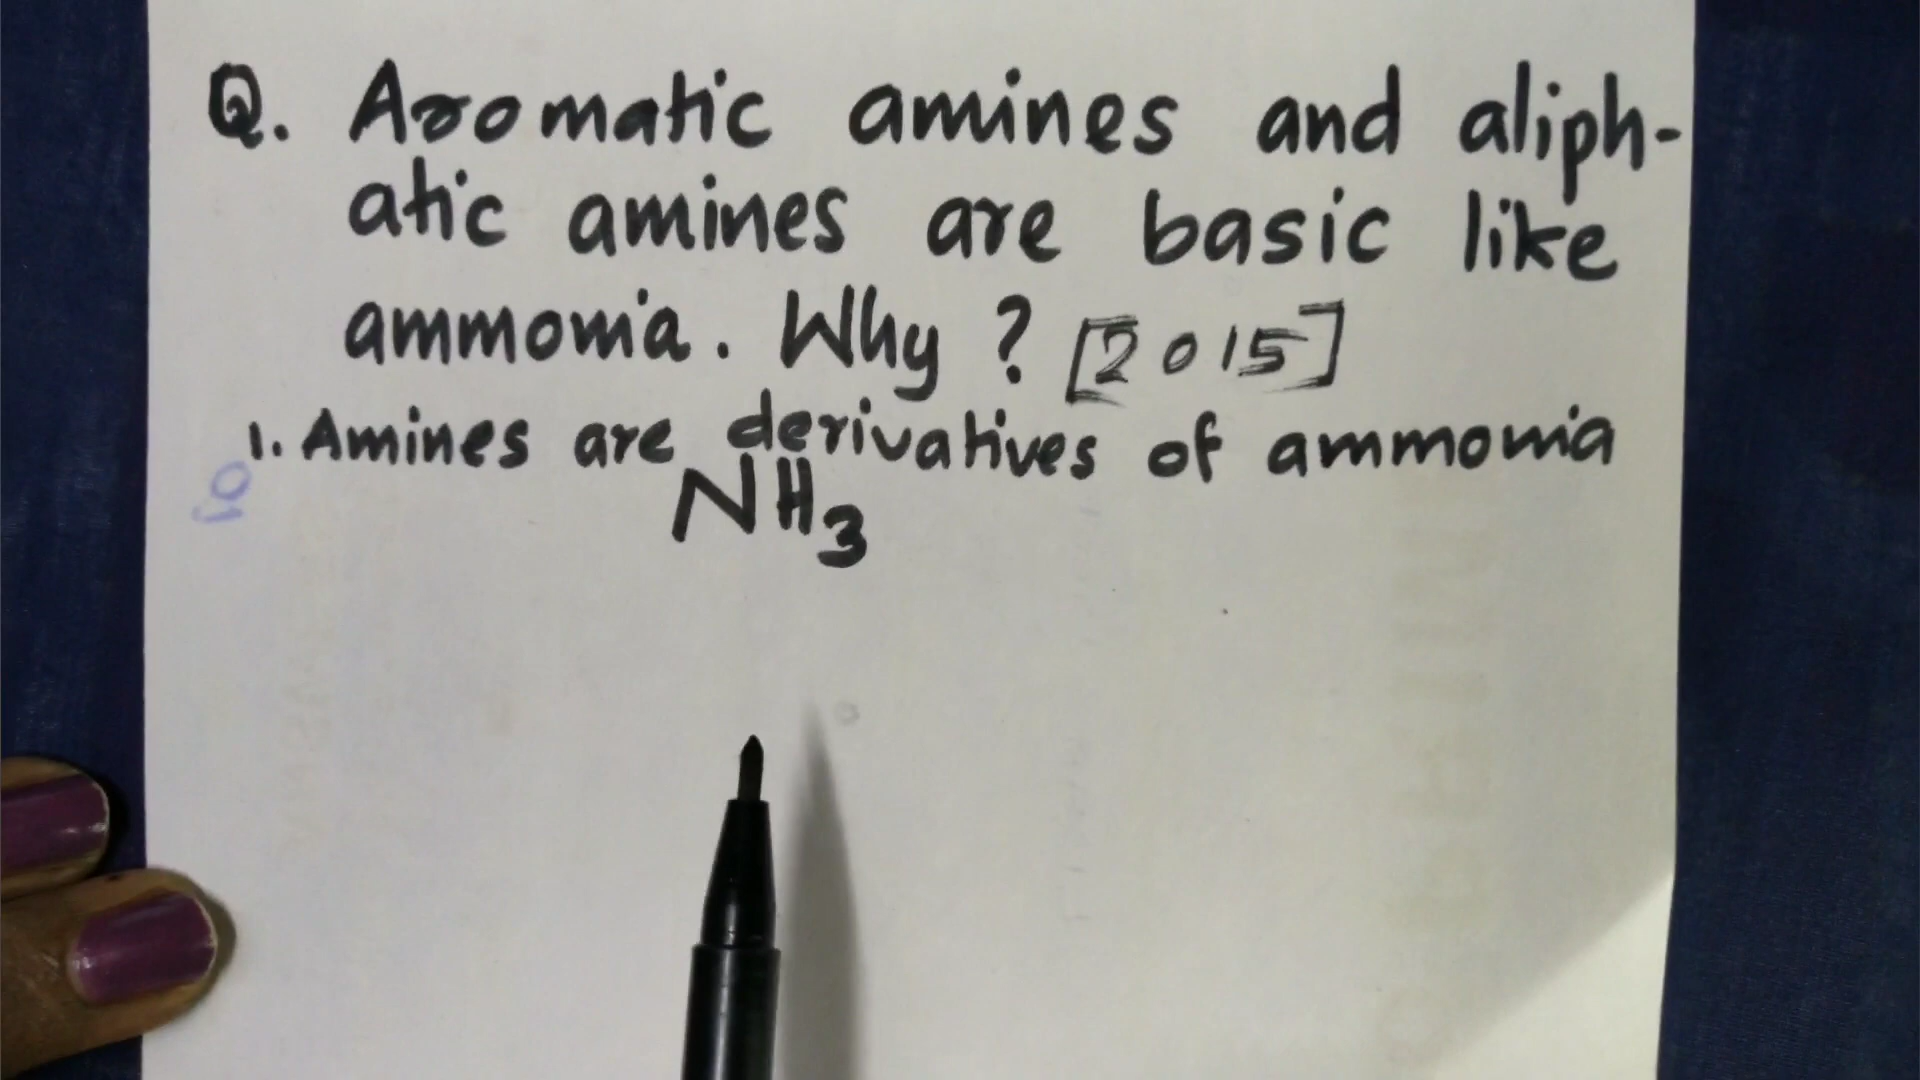 Q. Aromatic amines and aliph-
atic amines are basic like
ammonia. Why ? [2015]
1. Amines are derivatives of ammonia
NH3